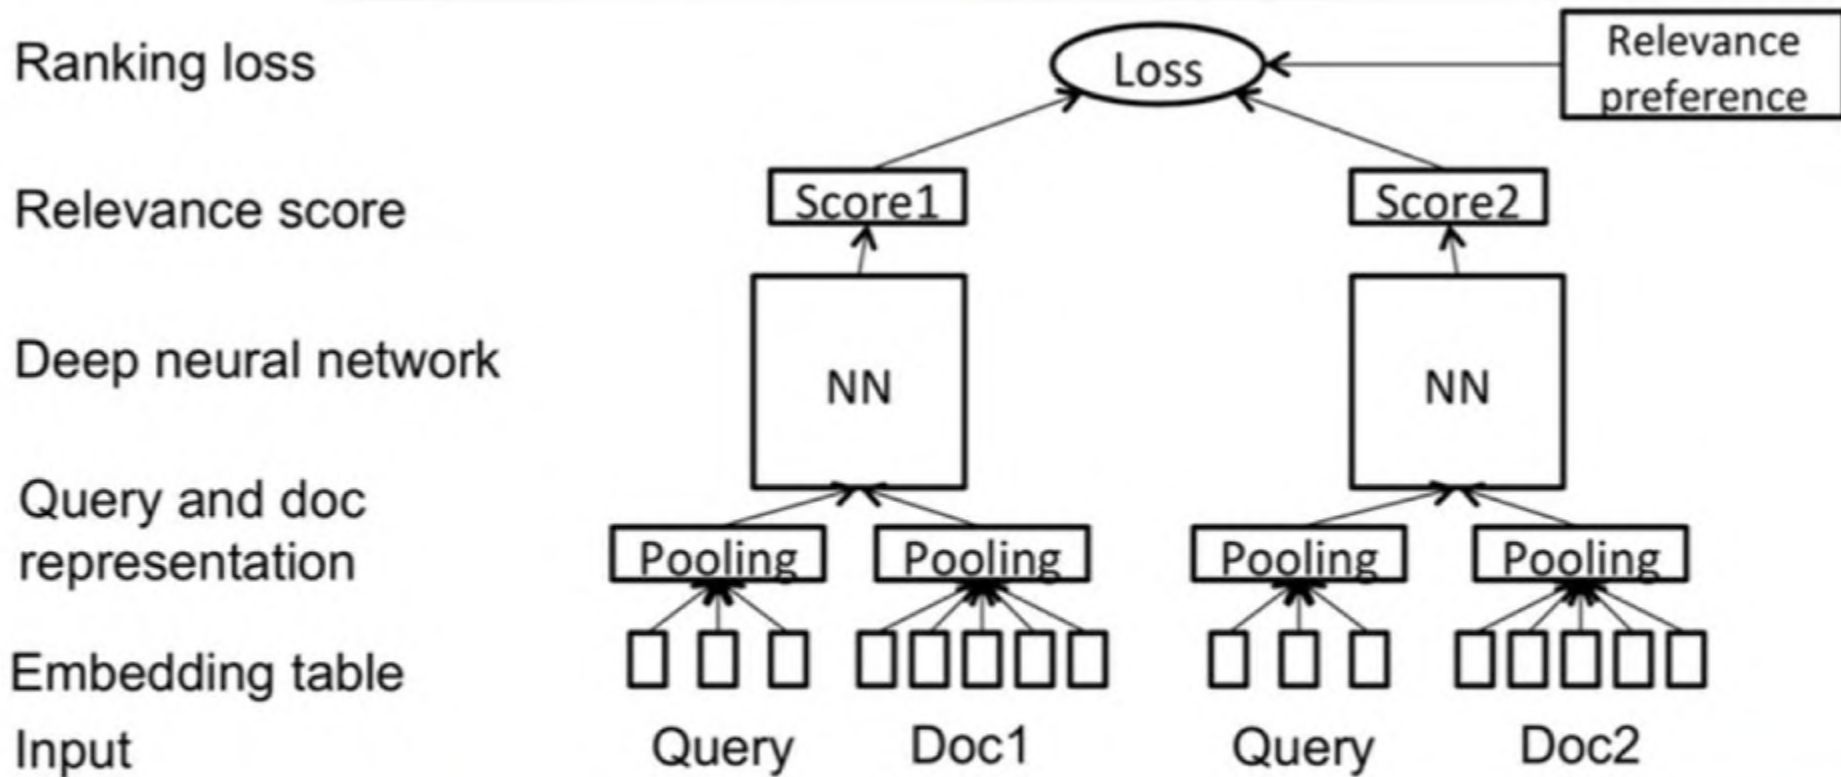 Ranking loss
Loss
Relevance
preference
Relevance score
Score1
Score2
Deep neural network
NN
NN
Query and doc
representation
Pooling
Pooling
Pooling
Pooling
Embedding table
Input
Query
Doc1
Query
Doc2